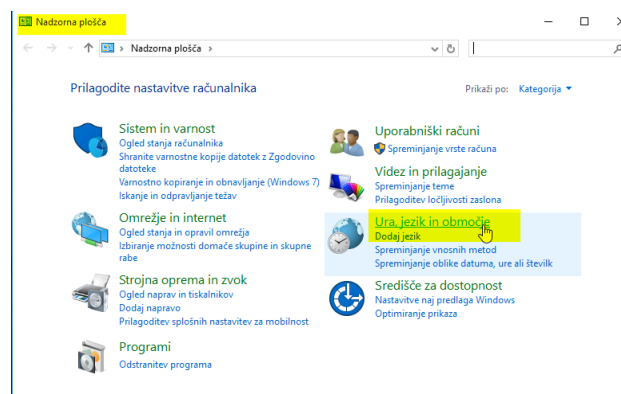 Nadzorna plošča
Nadzorna plošča
Prilagodite nastavitve računalnika
Prikaži po: Kategorija
Sistem in varnost
Ogled stanja računalnika
Shranite varnostne kopije datotek z Zgodovino
datoteke
Varnostno kopiranje in obnavljanje (Windows 7)
Iskanje in odpravljanje težav
Omrežje in internet
Ogled stanja in opravil omrežja
Izbiranje možnosti domače skupine in skupne
rabe
Strojna oprema in zvok
Ogled naprav in tiskalnikov
Dodaj napravo
Prilagoditev splošnih nastavitev za mobilnost
Programi
Odstranitev programa
Uporabniški računi
Spreminjanje vrste računa
Videz in prilagajanje
Spreminjanje teme
Prilagoditev ločljivosti zaslona
Ura, jezik in območje
Dodaj jezik
Spreminjanje vnosnih metod
Spreminjanje oblike datuma, ure ali številk
Središče za dostopnost
Nastavitve naj predlaga Windows
Optimiranje prikaza